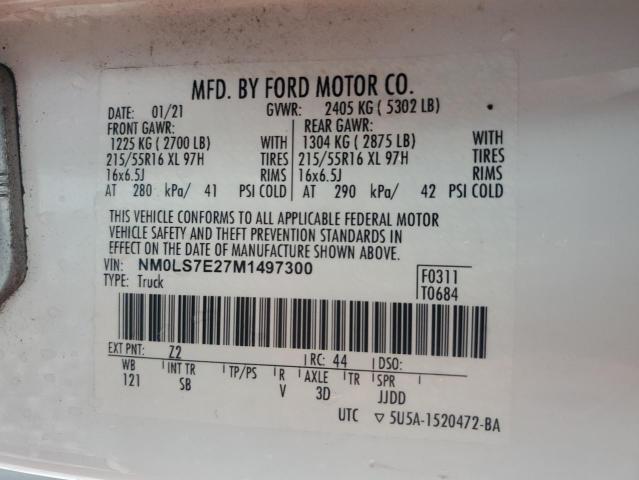 MFD. BY FORD MOTOR CO.
DATE: 01/21 GVWR: 2405 KG ( 5302 LB)
FRONT GAWR: REAR GAWR:
1225 KG ( 2700 LB) WITH 1304 KG ( 2875 LB) WITH
215/55R16 XL 97H TIRES 215/55R16 XL 97H TIRES
16x6.5J RIMS 16x6.5J RIMS
AT 280 kPa/ 41 PSI COLD AT 290 kPa/ 42 PSI COLD
THIS VEHICLE CONFORMS TO ALL APPLICABLE FEDERAL MOTOR
VEHICLE SAFETY AND THEFT PREVENTION STANDARDS IN
EFFECT ON THE DATE OF MANUFACTURE SHOWN ABOVE.
VIN: NM0LS7E27M1497300 F0311
TYPE: Truck T0684
EXT PNT: Z2 RC: 44 DSO:
WB INT TR TP/PS R AXLE TR SPR
121 SB V 3D JJDD
UTC ▽5U5A-1520472-BA